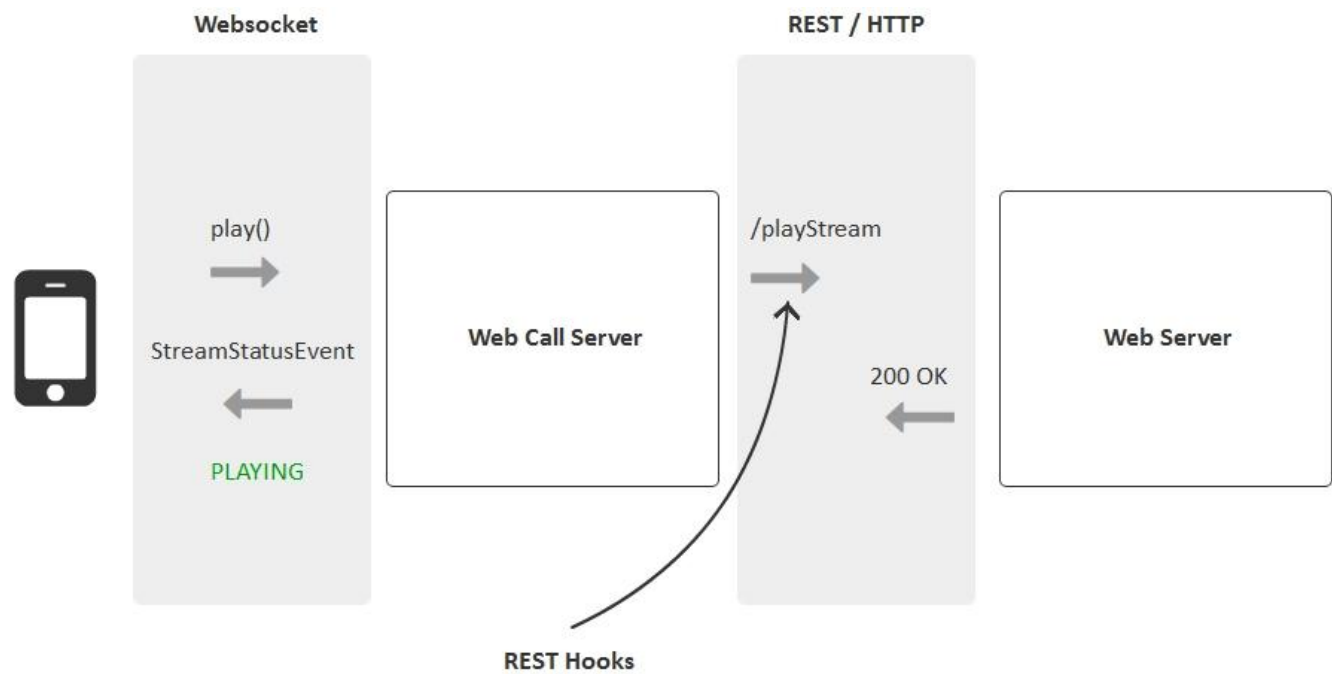 Websocket
REST / HTTP
play()
/playStream
Web Call Server
Web Server
StreamStatusEvent
200 OK
PLAYING
REST Hooks